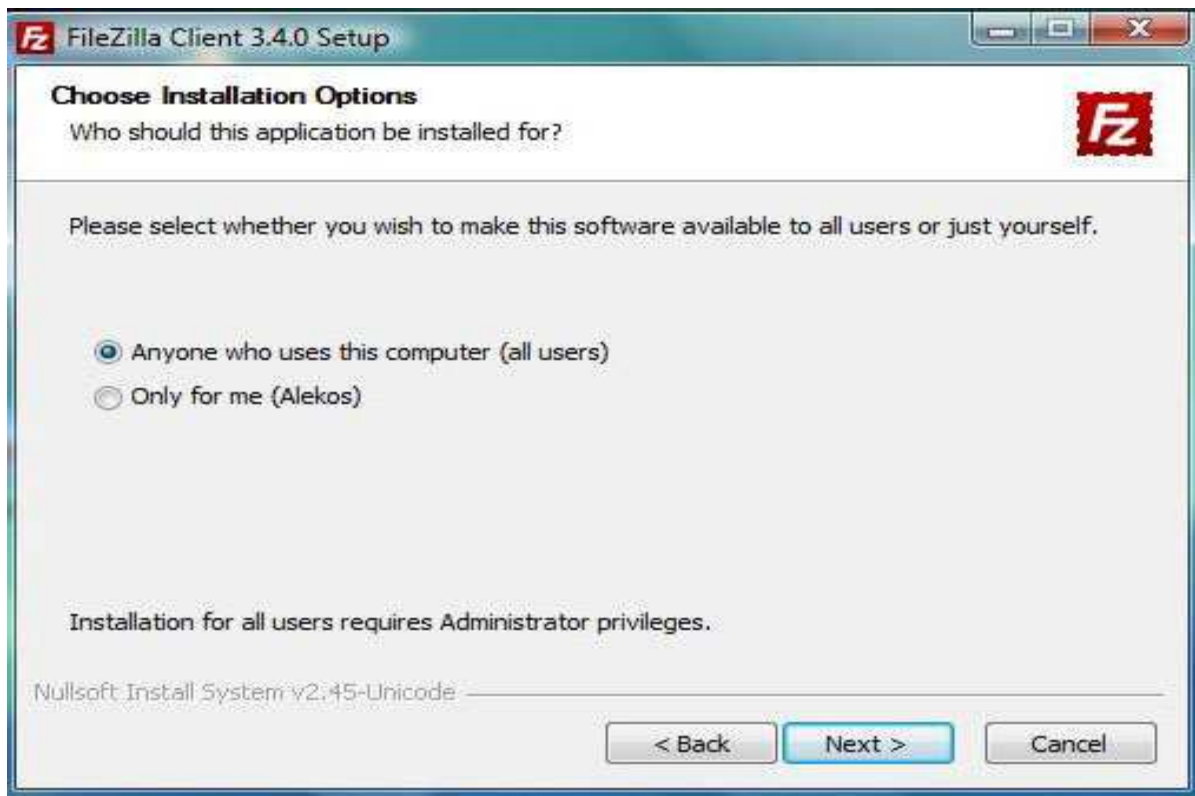 FileZilla Client 3.4.0 Setup
Choose Installation Options
Who should this application be installed for?
Fz
Please select whether you wish to make this software available to all users or just yourself.
Anyone who uses this computer (all users)
Only for me (Alekos)
Installation for all users requires Administrator privileges.
Nullsoft Install System v2.45-Unicode
< Back Next > Cancel